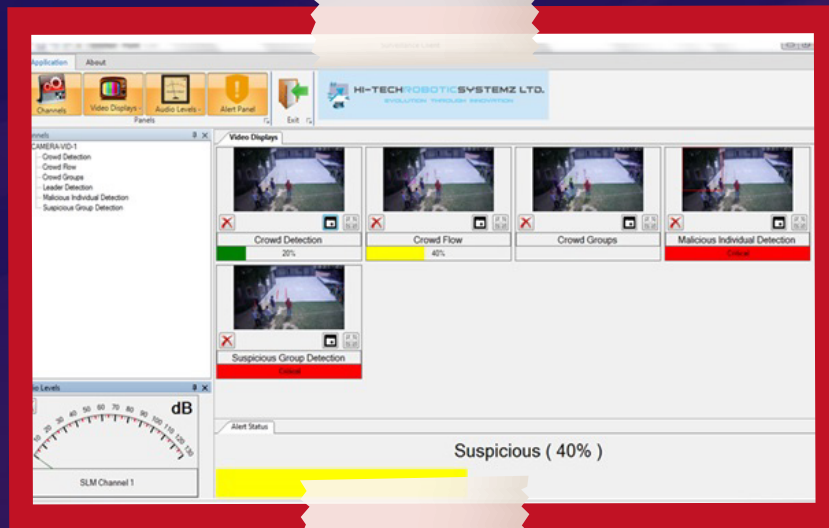 Application About
Channels
Video Displays
Audio Levels
Alert Panel
Exit
Panels
HI-TECH ROBOTIC SYSTEMZ LTD.
EVOLUTION THROUGH INNOVATION
CAMERA-VID-1
Crowd Detection
Crowd Flow
Crowd Groups
Leader Detection
Malicious Individual Detection
Suspicious Group Detection
Video Displays
Crowd Detection
20%
Crowd Flow
40%
Crowd Groups
Malicious Individual Detection
Critical
Suspicious Group Detection
Critical
Levels
10 20 30 40 50 60 70 80 90 100 110 120 130
dB
SLM Channel 1
Alert Status
Suspicious ( 40% )